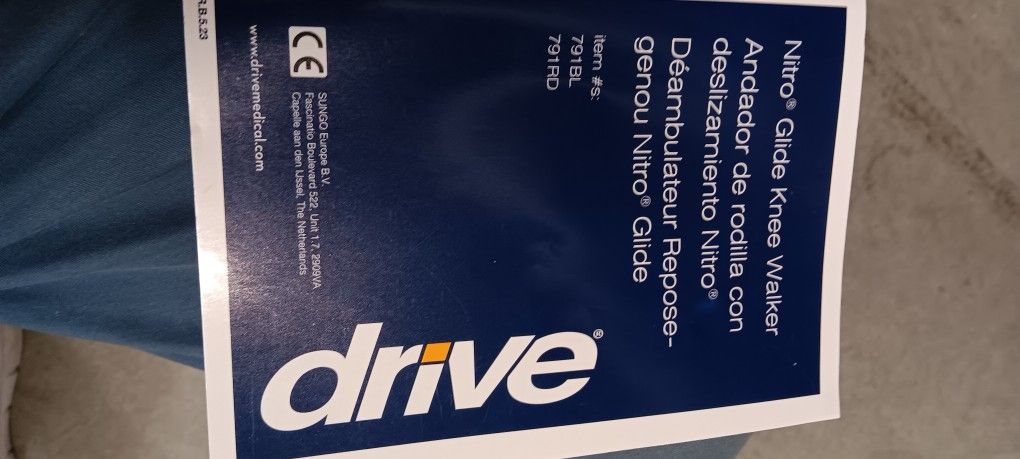 Nitro® Glide Knee Walker
Andador de rodilla con
deslizamiento Nitro®
Déambulateur Repose-
genou Nitro® Glide
item #s:
791BL
791RD
drive®
CE
SUNGO Europe B.V.
Fascinatio Boulevard 522, Unit 1.7, 2909VA
Capelle aan den IJssel, The Netherlands
www.drivemedical.com
R.B.5.23